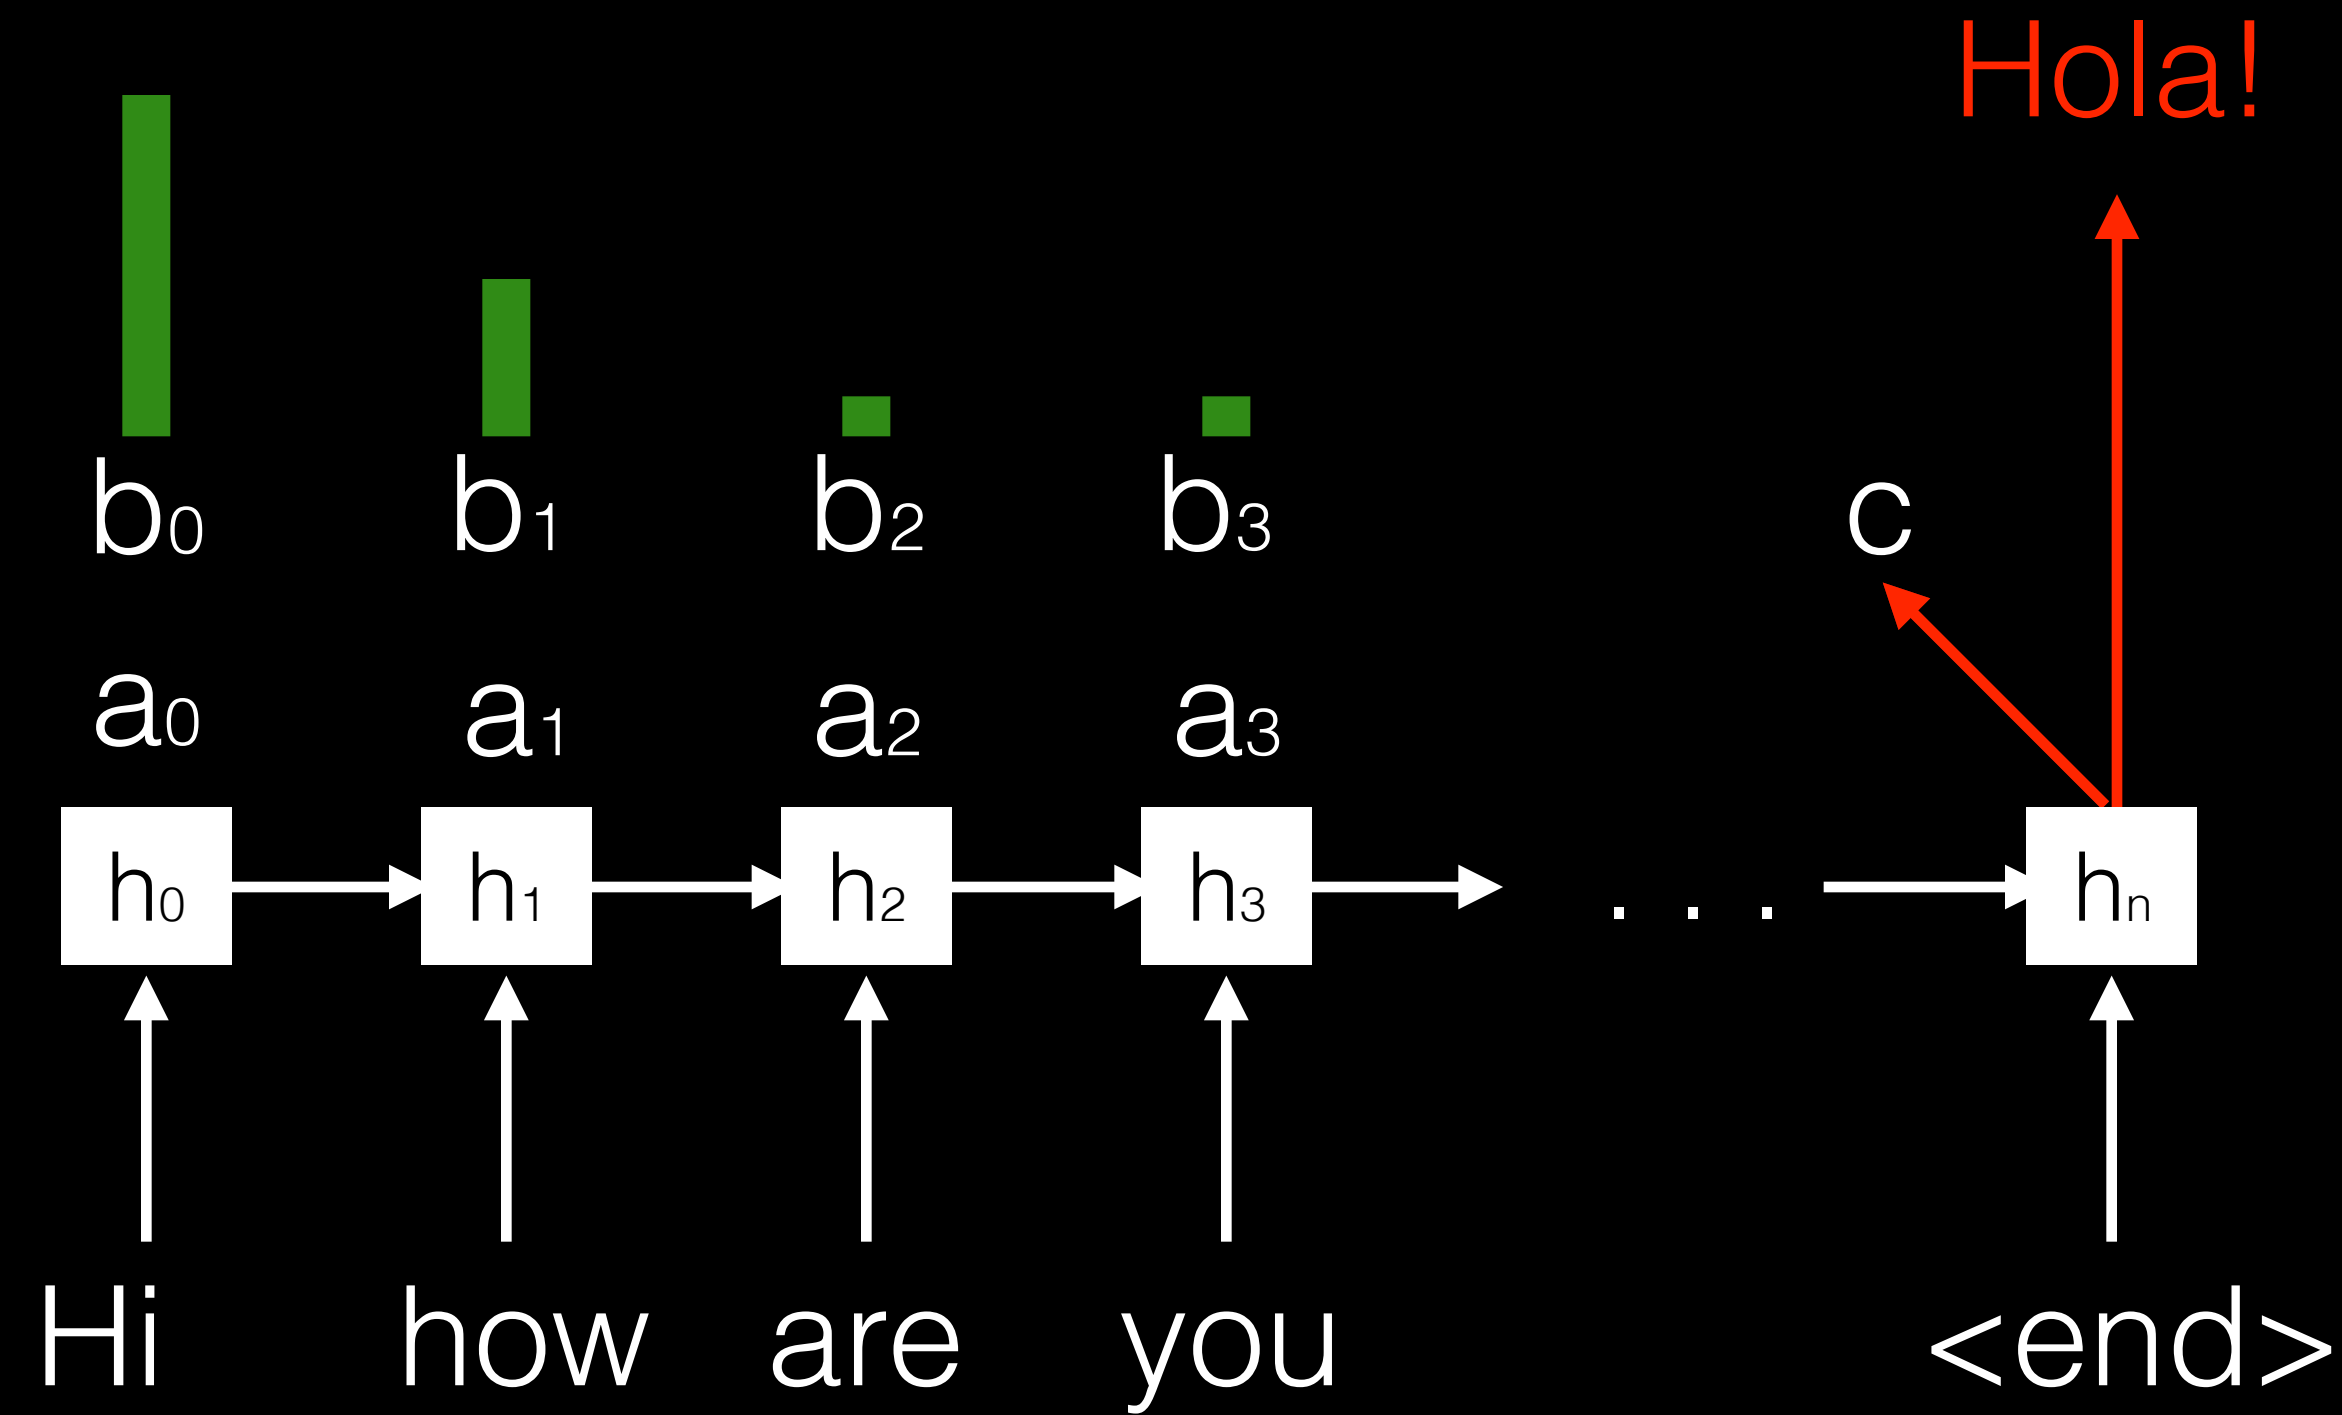 Hola!
b0 b1 b2 b3 c
a0 a1 a2 a3
h0 h1 h2 h3 . . . hn
Hi how are you <end>